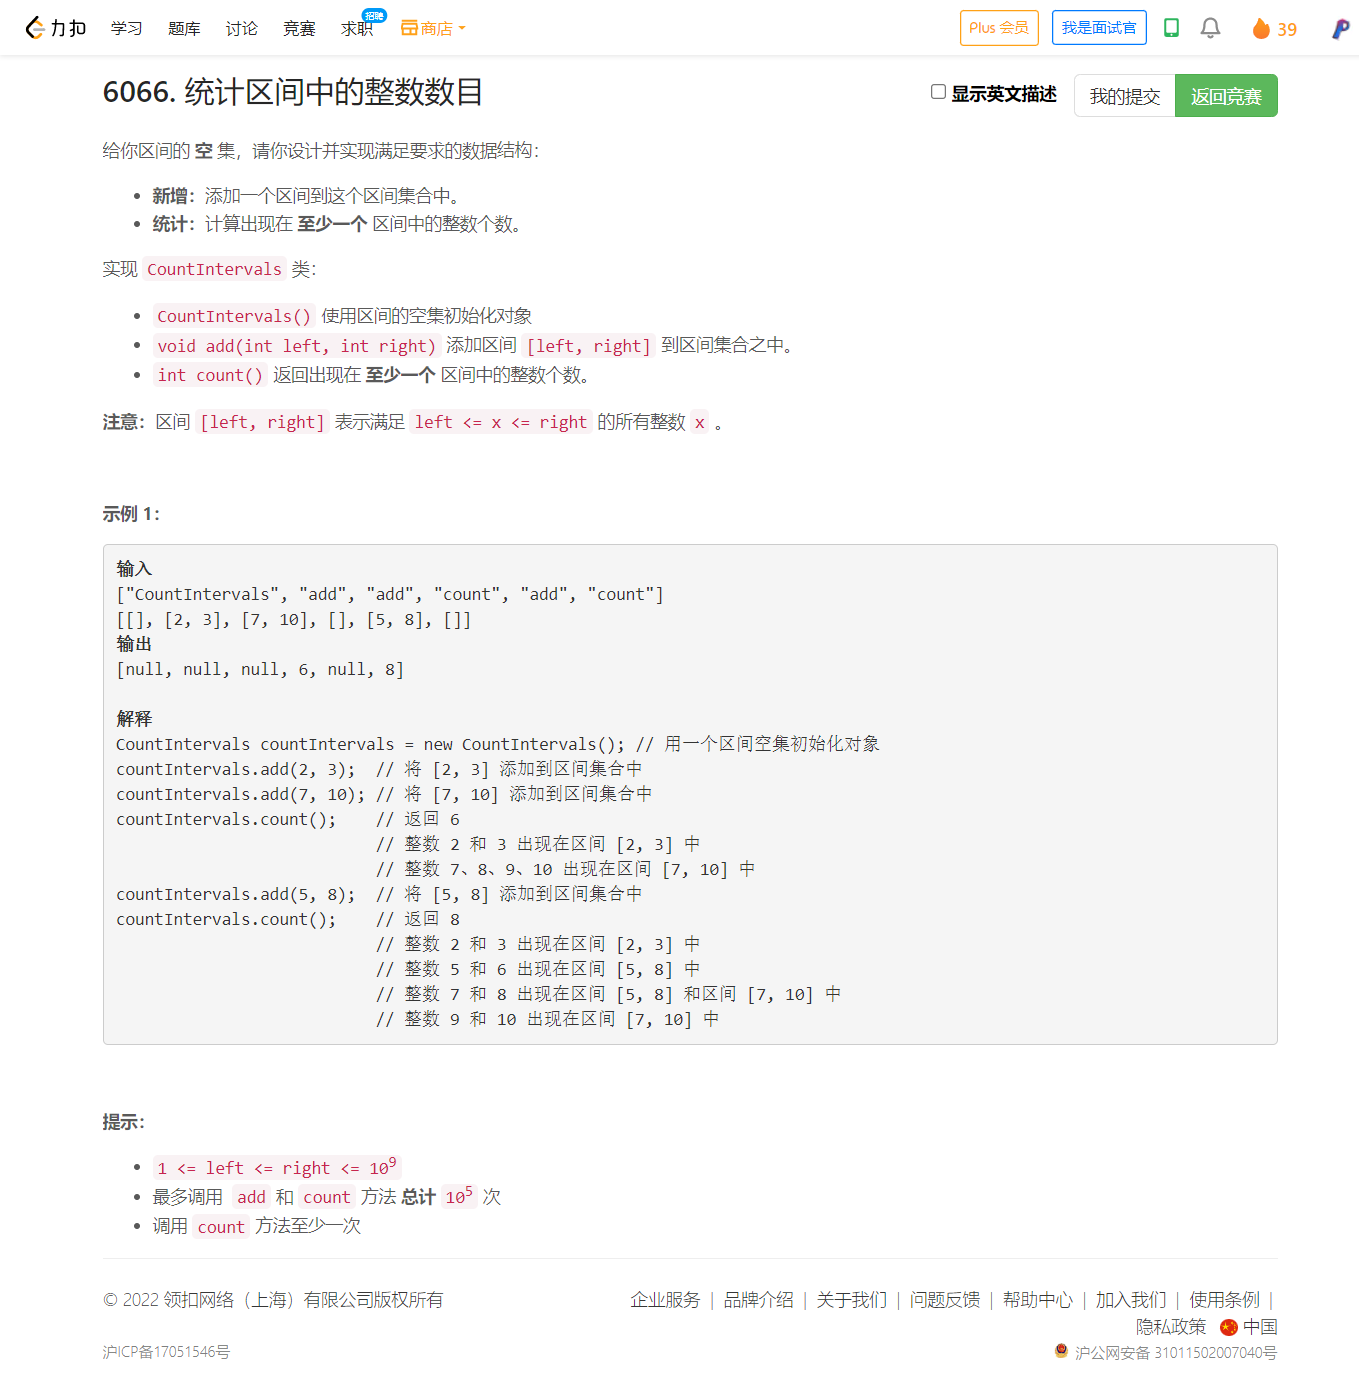 力扣 学习 题库 讨论 竞赛 求职 招聘 商店 Plus 会员 我是面试官 39
6066. 统计区间中的整数数目 显示英文描述 我的提交 返回竞赛
给你区间的 空 集，请你设计并实现满足要求的数据结构：
新增：添加一个区间到这个区间集合中。
统计：计算出现在 至少一个 区间中的整数个数。
实现 CountIntervals 类：
CountIntervals() 使用区间的空集初始化对象
void add(int left, int right) 添加区间 [left, right] 到区间集合之中。
int count() 返回出现在 至少一个 区间中的整数个数。
注意：区间 [left, right] 表示满足 left <= x <= right 的所有整数 x 。
示例 1：
输入
["CountIntervals", "add", "add", "count", "add", "count"]
[[], [2, 3], [7, 10], [], [5, 8], []]
输出
[null, null, null, 6, null, 8]
解释
CountIntervals countIntervals = new CountIntervals(); // 用一个区间空集初始化对象
countIntervals.add(2, 3);  // 将 [2, 3] 添加到区间集合中
countIntervals.add(7, 10); // 将 [7, 10] 添加到区间集合中
countIntervals.count();    // 返回 6
// 整数 2 和 3 出现在区间 [2, 3] 中
// 整数 7、8、9、10 出现在区间 [7, 10] 中
countIntervals.add(5, 8);  // 将 [5, 8] 添加到区间集合中
countIntervals.count();    // 返回 8
// 整数 2 和 3 出现在区间 [2, 3] 中
// 整数 5 和 6 出现在区间 [5, 8] 中
// 整数 7 和 8 出现在区间 [5, 8] 和区间 [7, 10] 中
// 整数 9 和 10 出现在区间 [7, 10] 中
提示：
1 <= left <= right <= 10⁹
最多调用 add 和 count 方法 总计 10⁵ 次
调用 count 方法至少一次
© 2022 领扣网络（上海）有限公司版权所有 企业服务 | 品牌介绍 | 关于我们 | 问题反馈 | 帮助中心 | 加入我们 | 使用条例 |
隐私政策 中国
沪ICP备17051546号 沪公网安备 31011502007040号